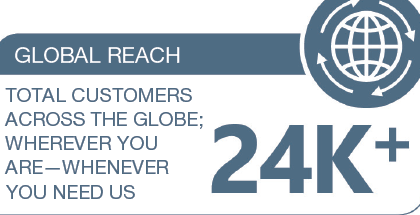 GLOBAL REACH
TOTAL CUSTOMERS
ACROSS THE GLOBE;
WHEREVER YOU
ARE—WHENEVER
YOU NEED US
24K+